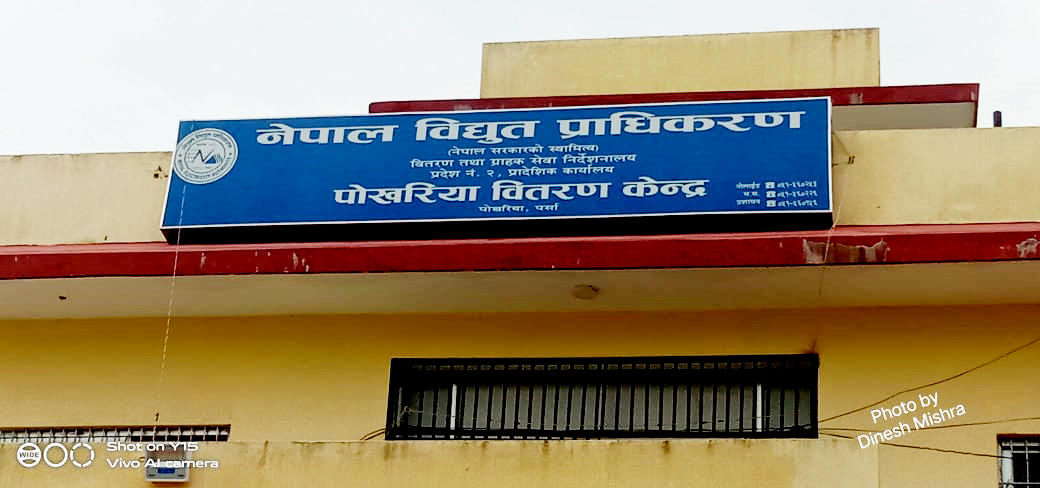 नेपाल विद्युत प्राधिकरण
(नेपाल सरकारको स्वामित्व)
वितरण तथा ग्राहक सेवा निर्देशनालय
प्रदेश नं. २, प्रादेशिक कार्यालय
पोखरिया वितरण केन्द्र
पोखरिया, पर्सा
Photo by
Dinesh Mishra
WIDE
Shot on Y15
Vivo AI camera